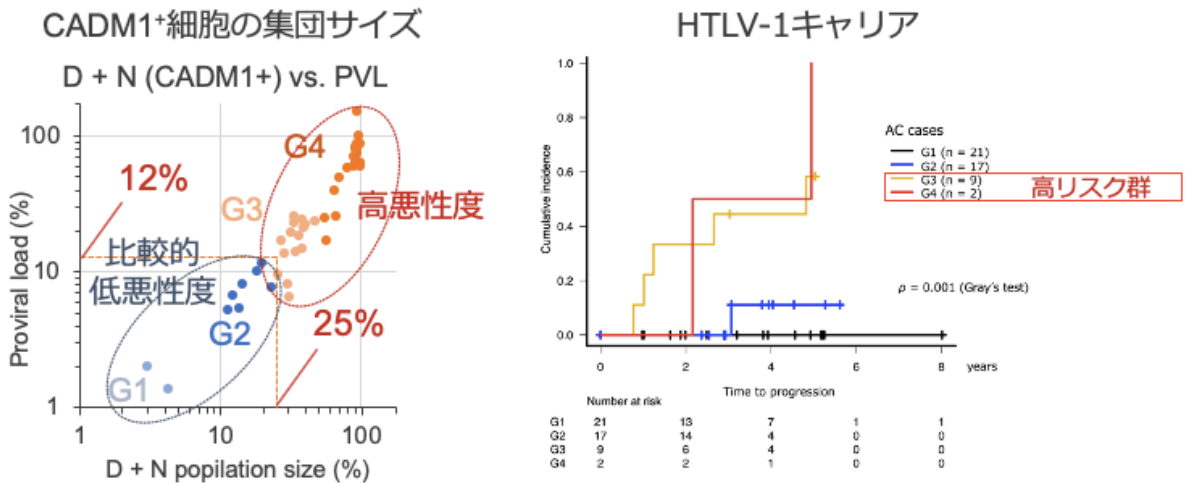 CADM1⁺細胞の集団サイズ
D + N (CADM1+) vs. PVL
Proviral load (%)
100
10
1
12%
G4
G3
高悪性度
比較的
低悪性度
G2
25%
G1
1
10
100
D + N popilation size (%)
HTLV-1キャリア
Cumulative incidence
1.0
0.8
0.6
0.4
0.2
0.0
AC cases
G1 (n = 21)
G2 (n = 17)
G3 (n = 9)
G4 (n = 2)
高リスク群
p = 0.001 (Gray's test)
0 2 4 6 8 years
Time to progression
Number at risk
G1 21 13 7 1 1
G2 17 14 4 0 0
G3 9 6 4 0 0
G4 2 2 1 0 0